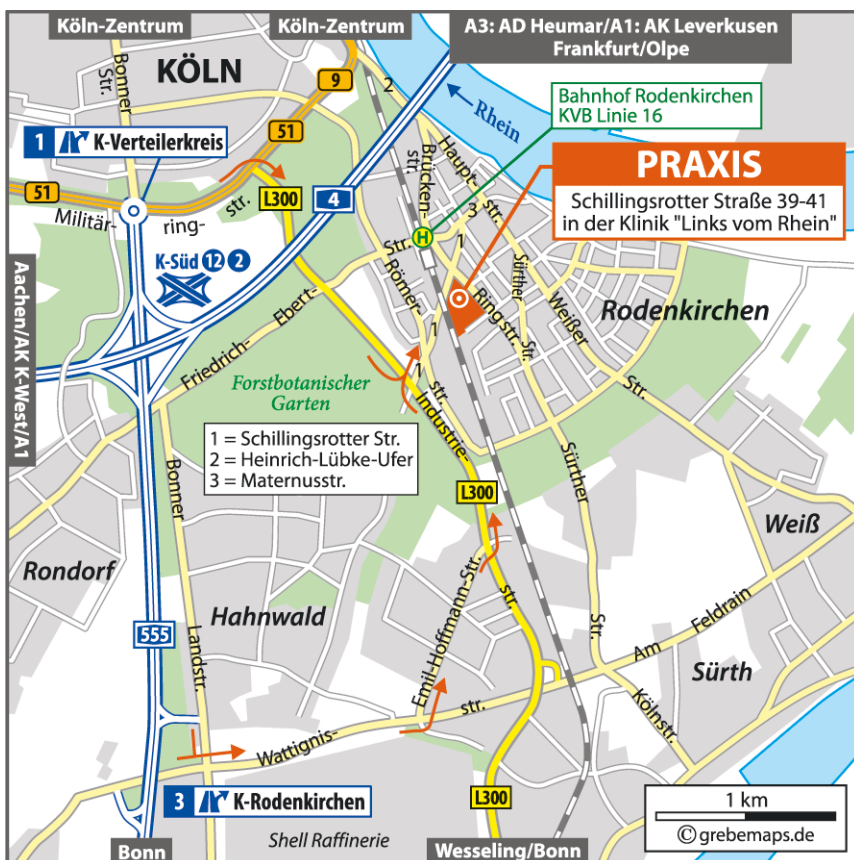 Köln-Zentrum
Köln-Zentrum
A3: AD Heumar/A1: AK Leverkusen
Frankfurt/Olpe
KÖLN
Bonner
Str.
9
2
Rhein
Bahnhof Rodenkirchen
KVB Linie 16
1 K-Verteilerkreis
51
51
L300
4
Militär-
ring-
str.
Brücken-
str.
Haupt-
str.
3
1
PRAXIS
Schillingsrotter Straße 39-41
in der Klinik "Links vom Rhein"
H
K-Süd 12 2
Aachen/AK K-West/A1
Friedrich-
Ebert-
Str.
Römer-
str.
1
1
Ringstr.
Sürther
Str.
Weißer
Str.
Rodenkirchen
Forstbotanischer
Garten
Industrie-
str.
1 = Schillingsrotter Str.
2 = Heinrich-Lübke-Ufer
3 = Maternusstr.
L300
Sürther
Str.
Weiß
Rondorf
Hahnwald
Bonner
Landstr.
555
Emil-Hoffmann-Str.
Am
Feldrain
Sürth
Kölnstr.
Wattignis-
str.
3 K-Rodenkirchen
L300
1 km
© grebemaps.de
Shell Raffinerie
Bonn
Wesseling/Bonn